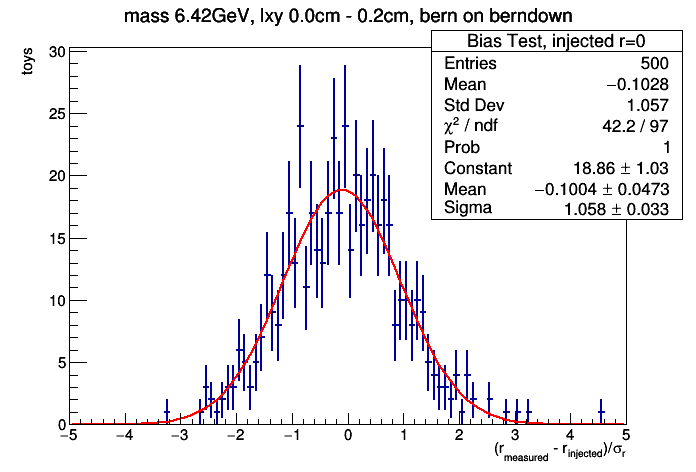 mass 6.42GeV, lxy 0.0cm - 0.2cm, bern on berndown
Bias Test, injected r=0
Entries 500
Mean −0.1028
Std Dev 1.057
χ² / ndf 42.2 / 97
Prob 1
Constant 18.86 ± 1.03
Mean −0.1004 ± 0.0473
Sigma 1.058 ± 0.033
toys
30
25
20
15
10
5
0
−5 −4 −3 −2 −1 0 1 2 3 4 5
(r_measured - r_injected)/σ_r